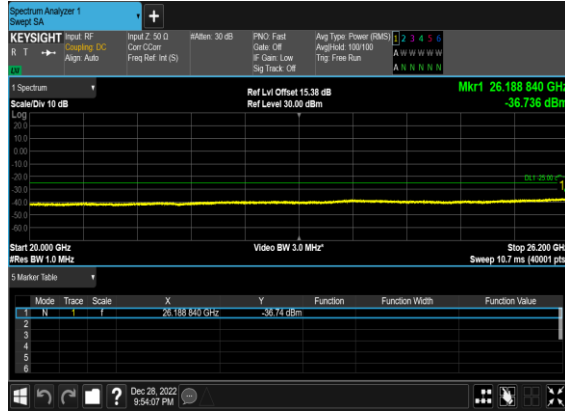 Spectrum Analyzer 1
Swept SA
+
KEYSIGHT Input: RF Input Z: 50 Ω #Atten: 30 dB PNO: Fast Avg Type: Power (RMS) 1 2 3 4 5 6
R T Coupling: DC Corr CCorr Gate: Off Avg|Hold: 100/100 A W W W W W
Align: Auto Freq Ref: Int (S) IF Gain: Low Trig: Free Run
LV Sig Track: Off A N N N N N
1 Spectrum Ref Lvl Offset 15.38 dB Mkr1 26.188 840 GHz
Scale/Div 10 dB Ref Level 30.00 dBm -36.736 dBm
Log
20.0
10.0
0.00
-10.0
-20.0
DL1 -25.00
-30.0 1
-40.0
-50.0
-60.0
Start 20.000 GHz Video BW 3.0 MHz* Stop 26.200 GH
#Res BW 1.0 MHz Sweep 10.7 ms (40001 pts
5 Marker Table
Mode Trace Scale X Y Function Function Width Function Value
1 N 1 f 26.188 840 GHz -36.74 dBm
2
3
4
5
6
? Dec 28, 2022
9:54:07 PM